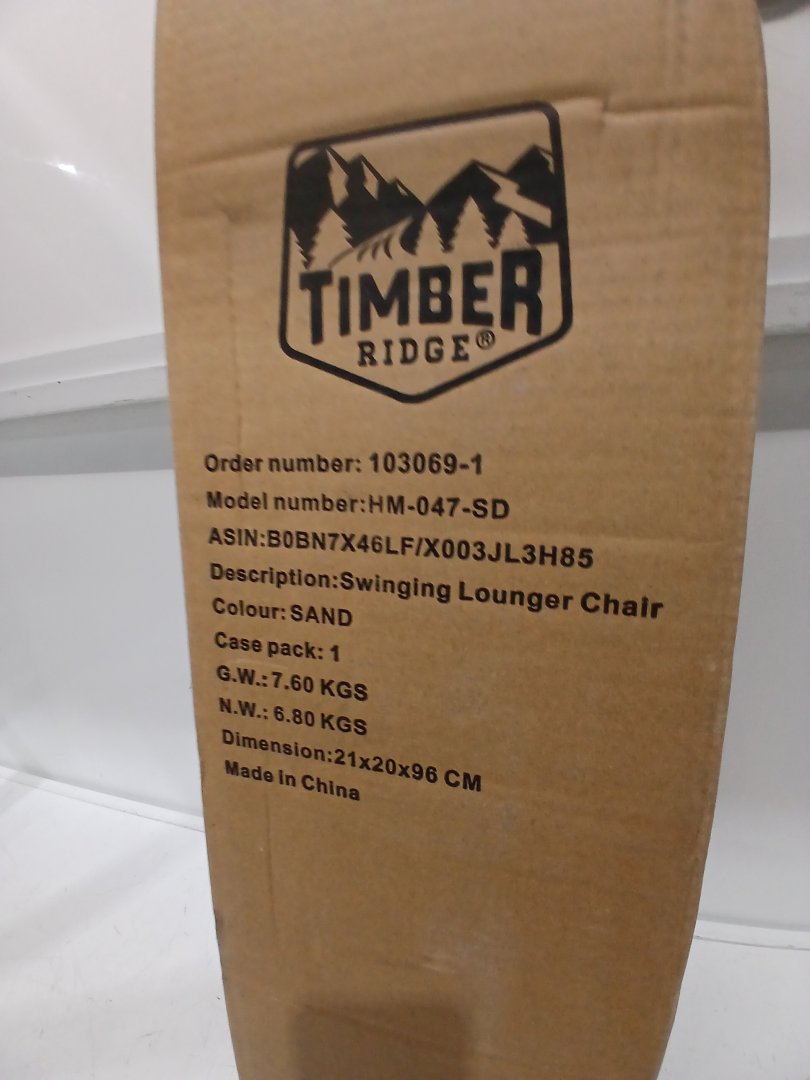 TIMBER
RIDGE®
Order number: 103069-1
Model number:HM-047-SD
ASIN:B0BN7X46LF/X003JL3H85
Description:Swinging Lounger Chair
Colour: SAND
Case pack: 1
G.W.: 7.60 KGS
N.W.: 6.80 KGS
Dimension:21x20x96 CM
Made in China